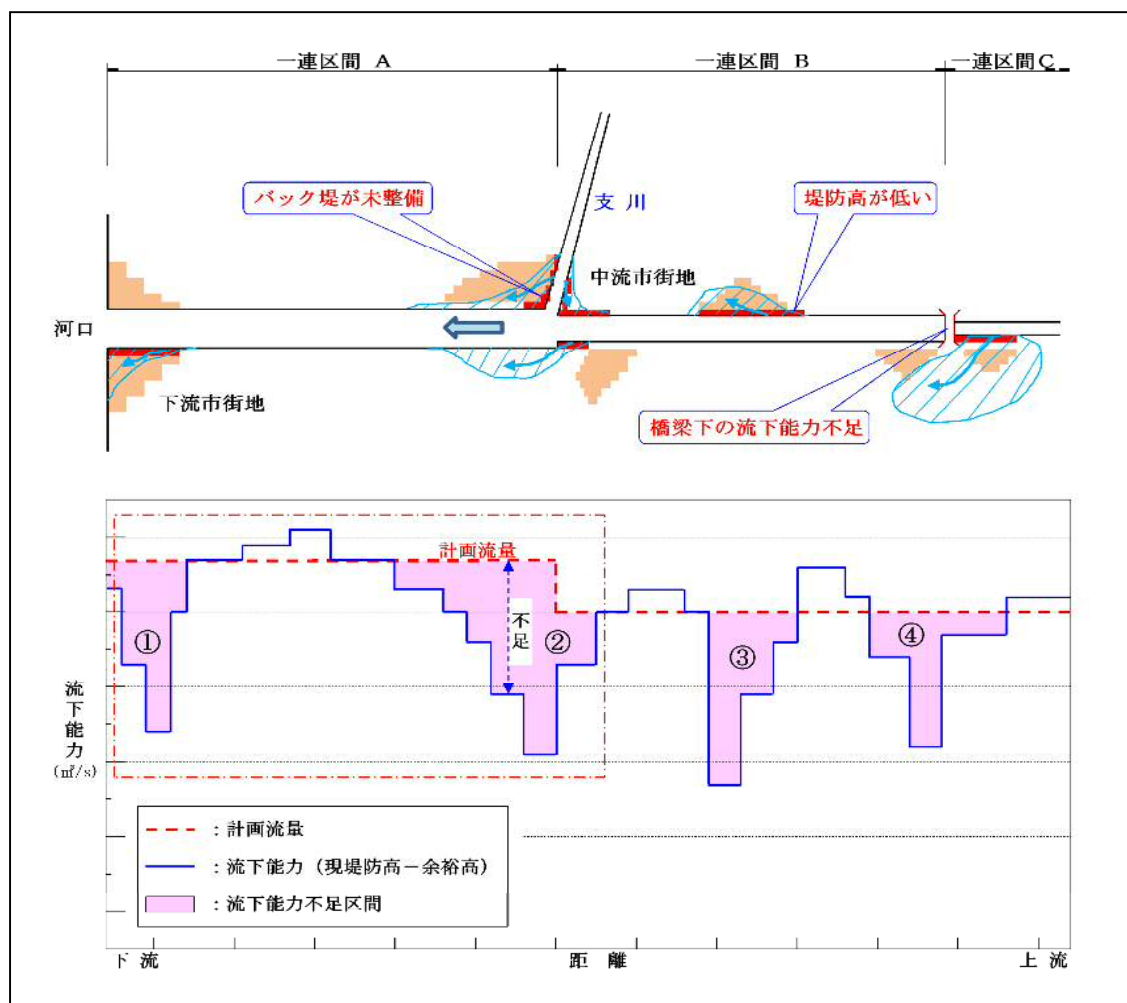 一連区間 A
一連区間 B
一連区間C
バック堤が未整備
支 川
堤防高が低い
中流市街地
河口
下流市街地
橋梁下の流下能力不足
計画流量
不足
①
②
③
④
流下能力
(㎥/s)
:計画流量
:流下能力(現堤防高-余裕高)
:流下能力不足区間
下 流
距 離
上 流